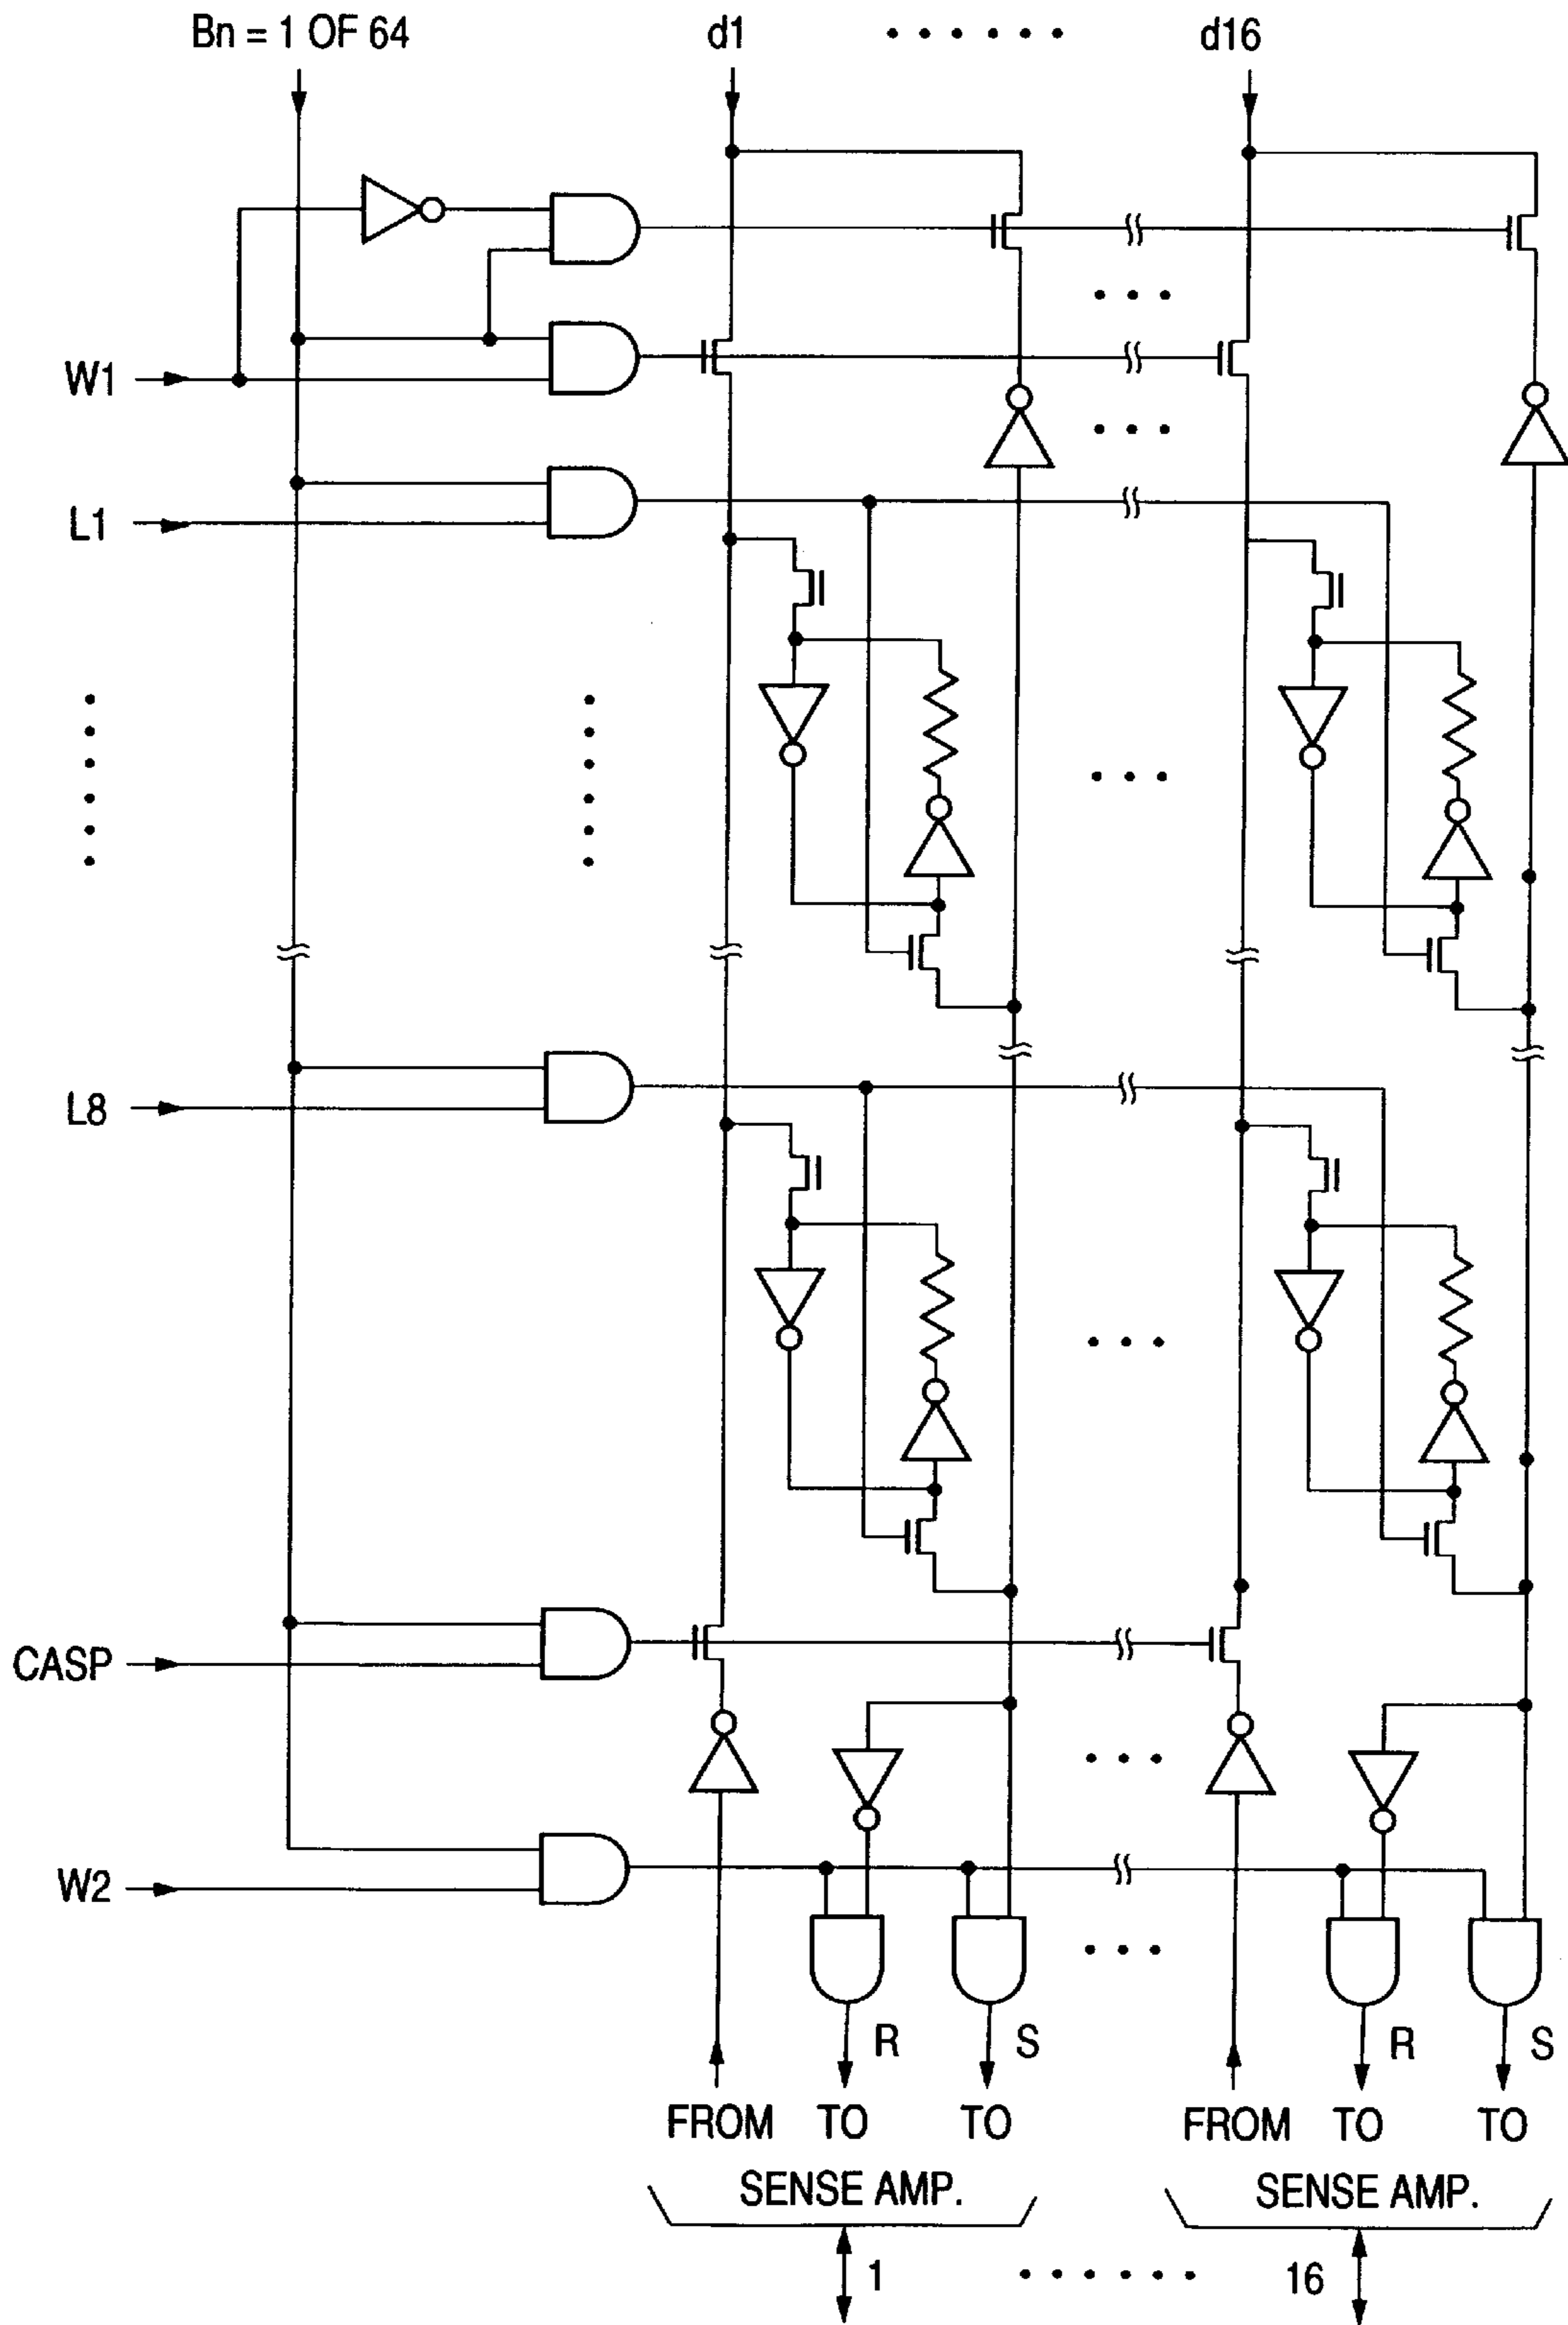 Bn = 1 OF 64 d1 . . . . . . d16
W1
L1
L8
CASP
W2
R S R S
FROM TO TO FROM TO TO
SENSE AMP. SENSE AMP.
1 . . . . . . 16